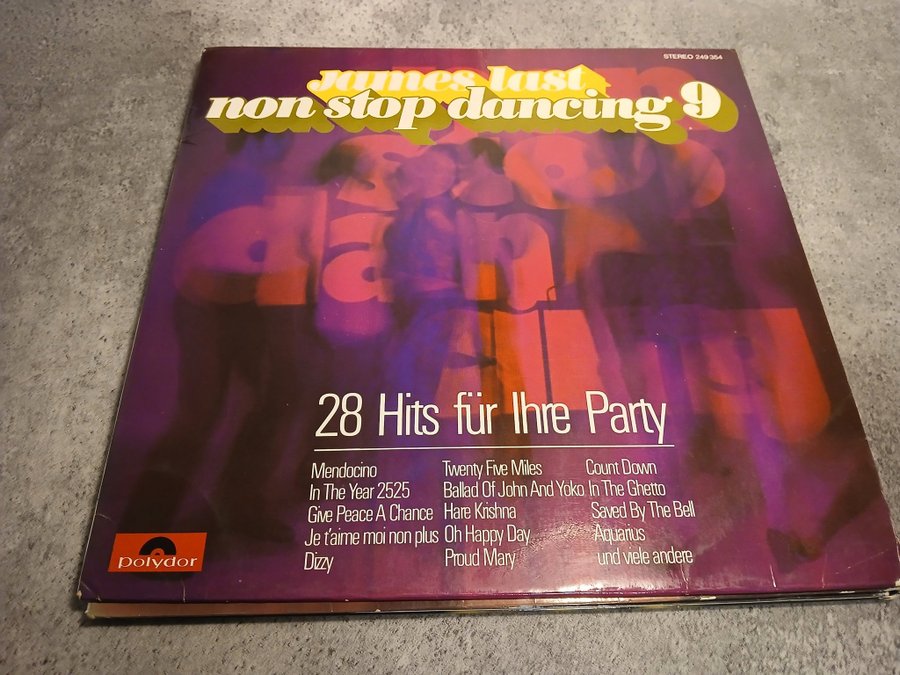 STEREO 249 354
James last
non stop dancing 9
28 Hits für Ihre Party
Mendocino
In The Year 2525
Give Peace A Chance
Je t'aime moi non plus
Dizzy
Twenty Five Miles
Ballad Of John And Yoko
Hare Krishna
Oh Happy Day
Proud Mary
Count Down
In The Ghetto
Saved By The Bell
Aquarius
und viele andere
polydor